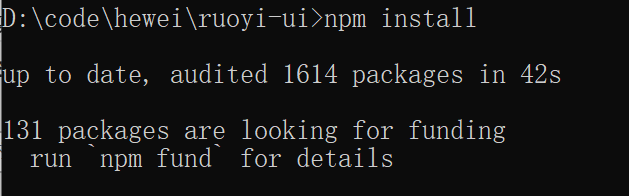 D:\code\hewei\ruoyi-ui>npm install
up to date, audited 1614 packages in 42s
131 packages are looking for funding
run `npm fund` for details